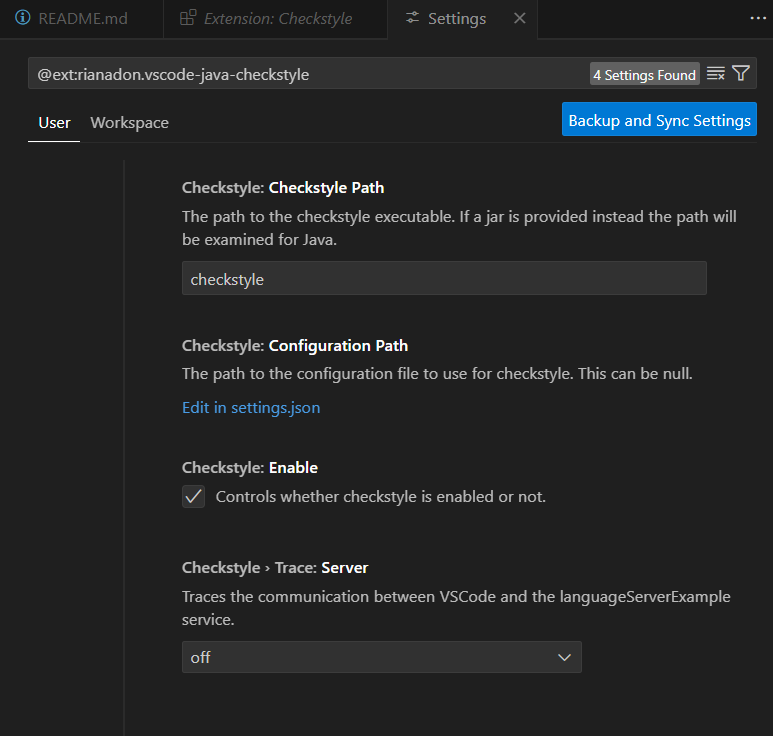 README.md
Extension: Checkstyle
Settings
@ext:rianadon.vscode-java-checkstyle
4 Settings Found
User
Workspace
Backup and Sync Settings
Checkstyle: Checkstyle Path
The path to the checkstyle executable. If a jar is provided instead the path will
be examined for Java.
checkstyle
Checkstyle: Configuration Path
The path to the configuration file to use for checkstyle. This can be null.
Edit in settings.json
Checkstyle: Enable
Controls whether checkstyle is enabled or not.
Checkstyle › Trace: Server
Traces the communication between VSCode and the languageServerExample
service.
off